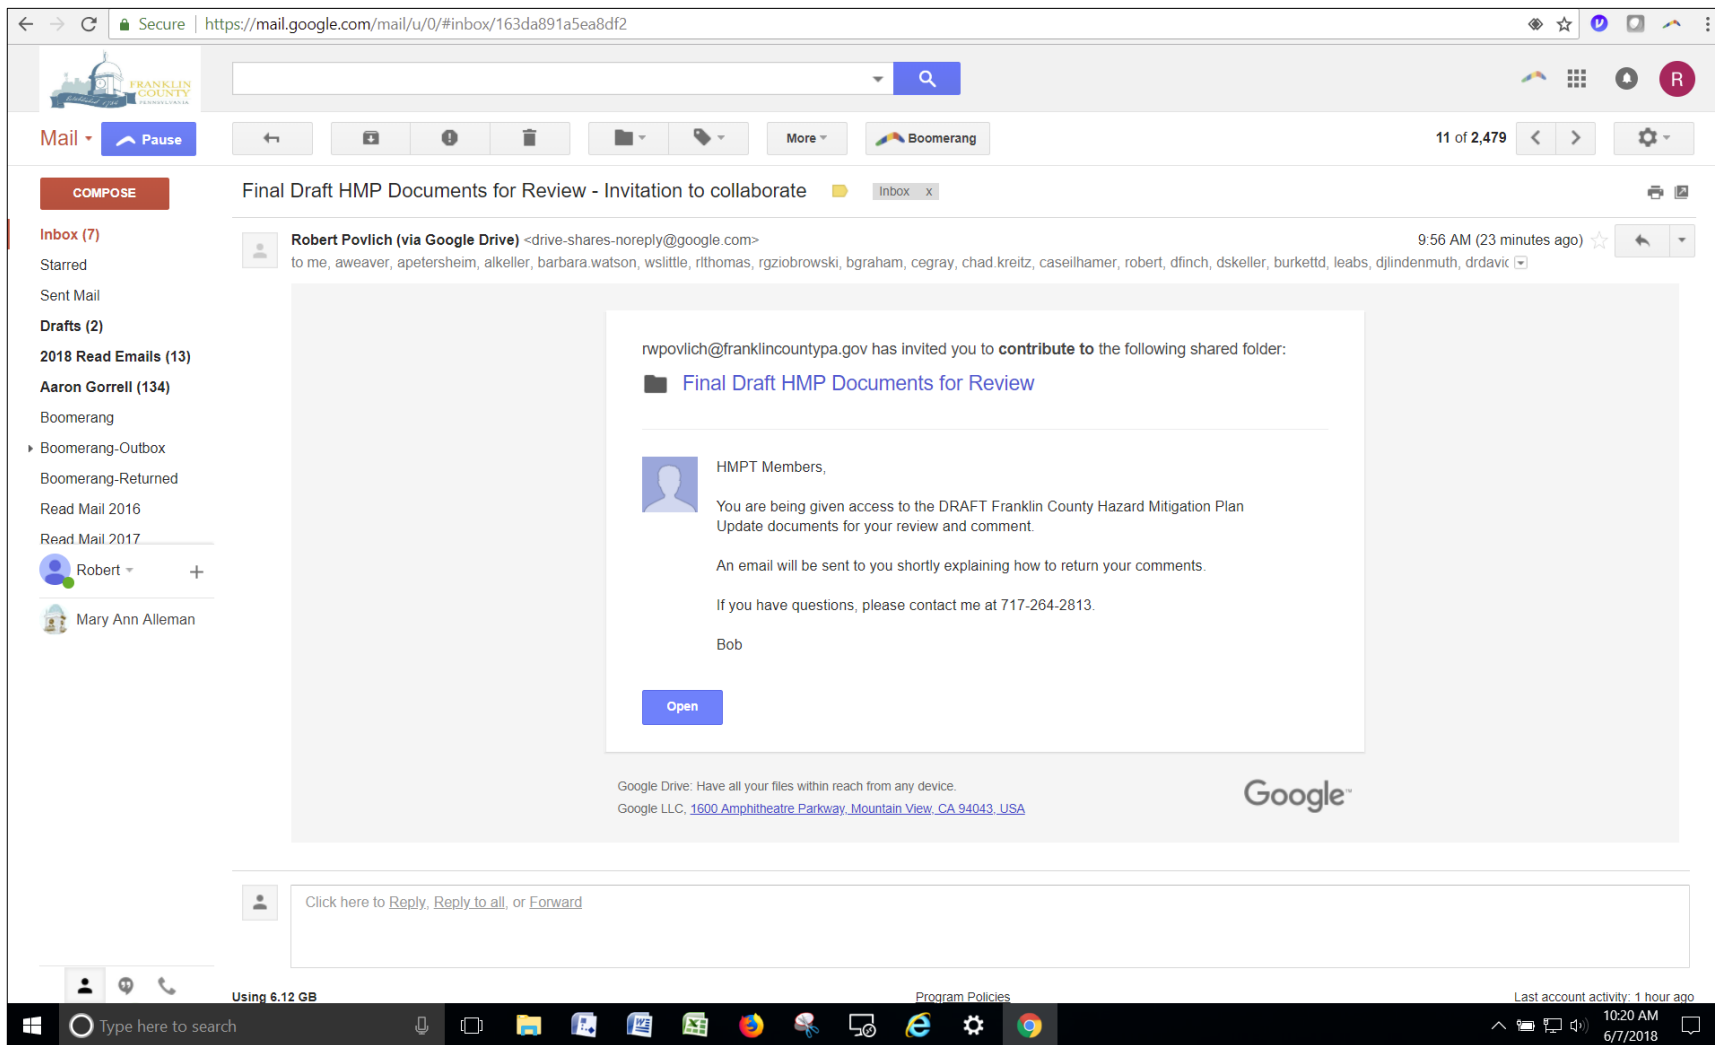 Secure | https://mail.google.com/mail/u/0/#inbox/163da891a5ea8df2
FRANKLIN
COUNTY
PENNSYLVANIA
R
Mail
Pause
More
Boomerang
11 of 2,479
COMPOSE
Final Draft HMP Documents for Review - Invitation to collaborate
Inbox x
Inbox (7)
Starred
Sent Mail
Drafts (2)
2018 Read Emails (13)
Aaron Gorrell (134)
Boomerang
Boomerang-Outbox
Boomerang-Returned
Read Mail 2016
Read Mail 2017
Robert
+
Mary Ann Alleman
Robert Povlich (via Google Drive) <drive-shares-noreply@google.com>
9:56 AM (23 minutes ago)
to me, aweaver, apetersheim, alkeller, barbara.watson, wslittle, rlthomas, rgziobrowski, bgraham, cegray, chad.kreitz, caseilhamer, robert, dfinch, dskeller, burkettd, leabs, djlindenmuth, drdavic
rwpovlich@franklincountypa.gov has invited you to contribute to the following shared folder:
Final Draft HMP Documents for Review
HMPT Members,
You are being given access to the DRAFT Franklin County Hazard Mitigation Plan
Update documents for your review and comment.
An email will be sent to you shortly explaining how to return your comments.
If you have questions, please contact me at 717-264-2813.
Bob
Open
Google Drive: Have all your files within reach from any device.
Google LLC, 1600 Amphitheatre Parkway, Mountain View, CA 94043, USA
Google
Click here to Reply, Reply to all, or Forward
Using 6.12 GB
Program Policies
Last account activity: 1 hour ago
Type here to search
10:20 AM
6/7/2018